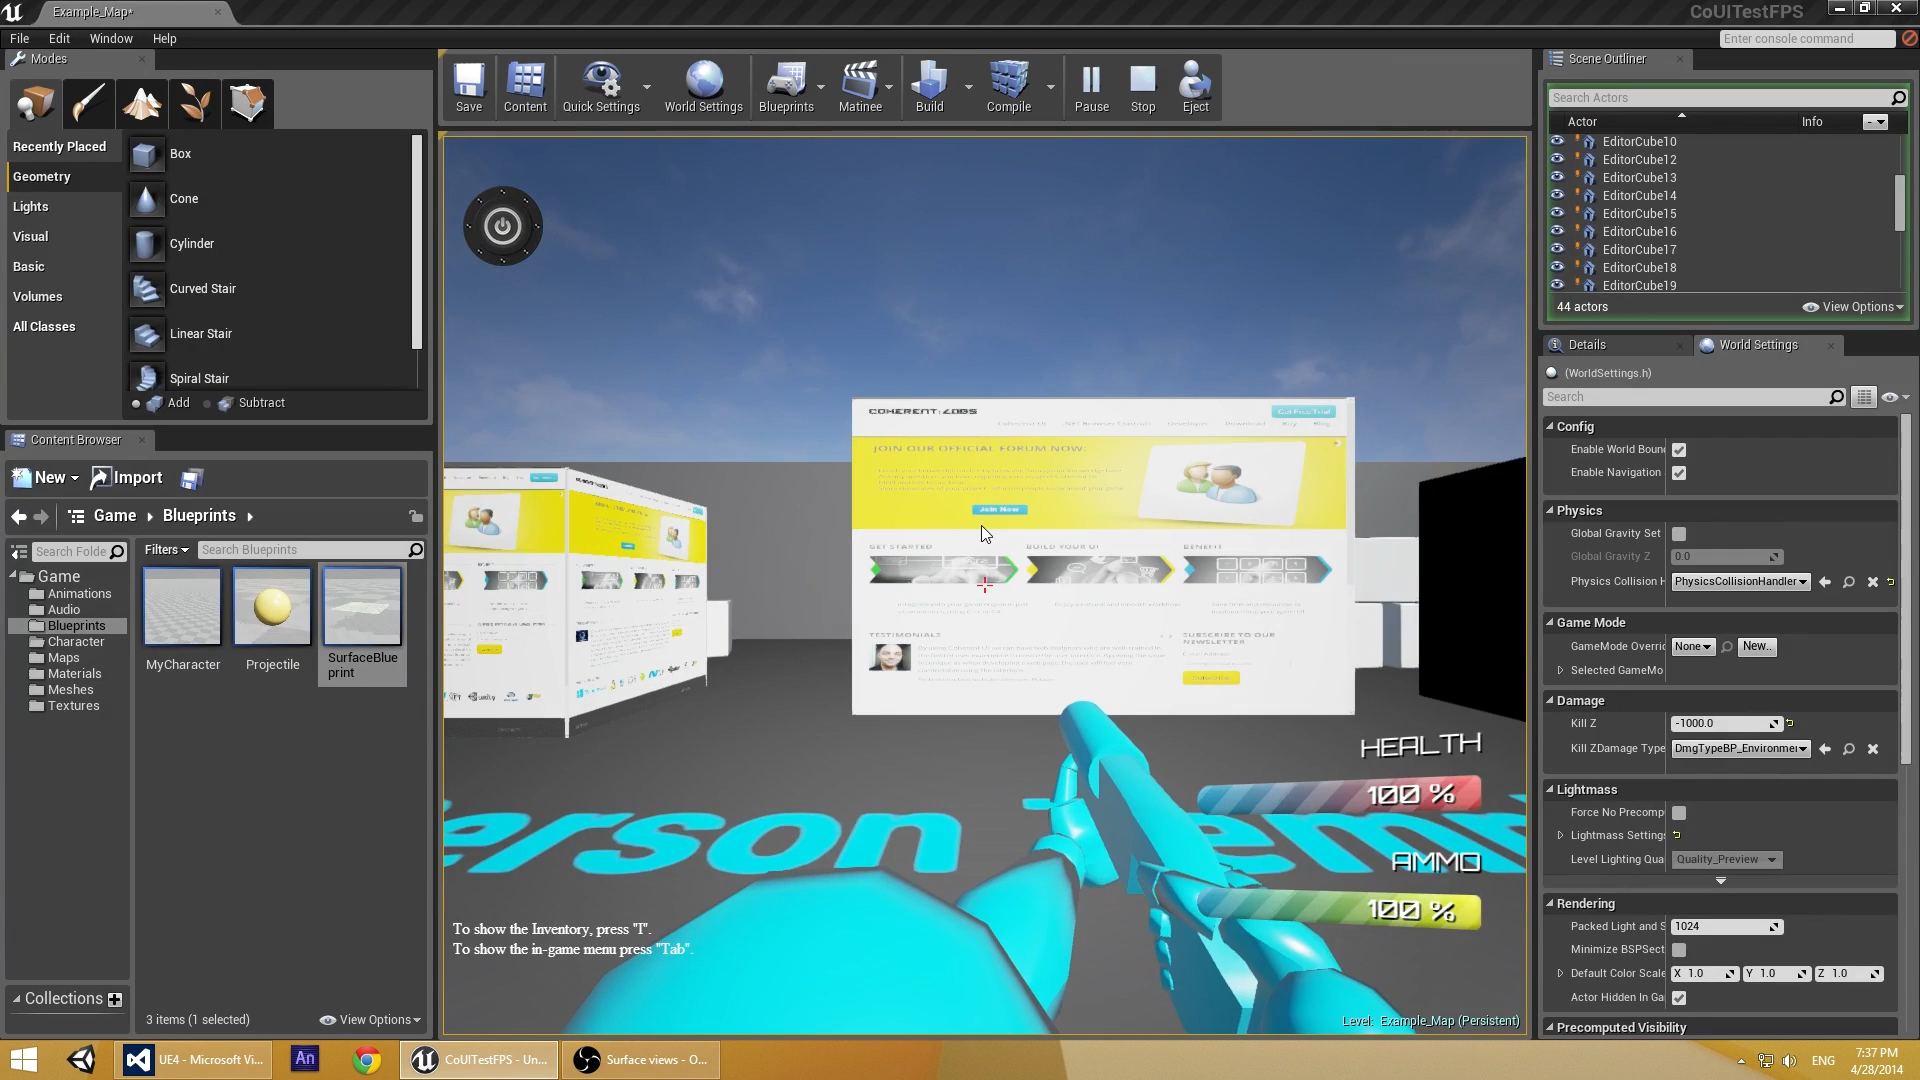 Example_Map*
CoUITestFPS
File Edit Window Help
Enter console command
Modes
Recently Placed
Geometry
Lights
Visual
Basic
Volumes
All Classes
Box
Cone
Cylinder
Curved Stair
Linear Stair
Spiral Stair
Add Subtract
Save Content Quick Settings World Settings Blueprints Matinee Build Compile Pause Stop Eject
Scene Outliner
Search Actors
Actor Info
EditorCube10
EditorCube12
EditorCube13
EditorCube14
EditorCube15
EditorCube16
EditorCube17
EditorCube18
EditorCube19
44 actors View Options
Content Browser
New Import
Game Blueprints
Search Folde
Filters Search Blueprints
Game
Animations
Audio
Blueprints
Character
Maps
Materials
Meshes
Textures
MyCharacter
Projectile
SurfaceBlue
print
Collections
3 items (1 selected) View Options
COHERENT:LABS
Get Free Trial
JOIN OUR OFFICIAL FORUM NOW:
Join Now
GET STARTED BUILD YOUR UI BENEFIT
TESTIMONIALS
SUBSCRIBE TO OUR
NEWSLETTER
HEALTH
100 %
AMMO
100 %
erson emp
To show the Inventory, press "I".
To show the in-game menu press "Tab".
Level: Example_Map (Persistent)
Details World Settings
(WorldSettings.h)
Search
Config
Enable World Boun
Enable Navigation
Physics
Global Gravity Set
Global Gravity Z 0.0
Physics Collision H PhysicsCollisionHandler
Game Mode
GameMode Overri None New..
Selected GameMo
Damage
Kill Z -1000.0
Kill ZDamage Type DmgTypeBP_Environme
Lightmass
Force No Precomp
Lightmass Settings
Level Lighting Qua Quality_Preview
Rendering
Packed Light and S 1024
Minimize BSPSect
Default Color Scale X 1.0 Y 1.0 Z 1.0
Actor Hidden In Ga
Precomputed Visibility
UE4 - Microsoft Vi...
An
CoUITestFPS - Un...
Surface views - O...
ENG
7:37 PM
4/28/2014